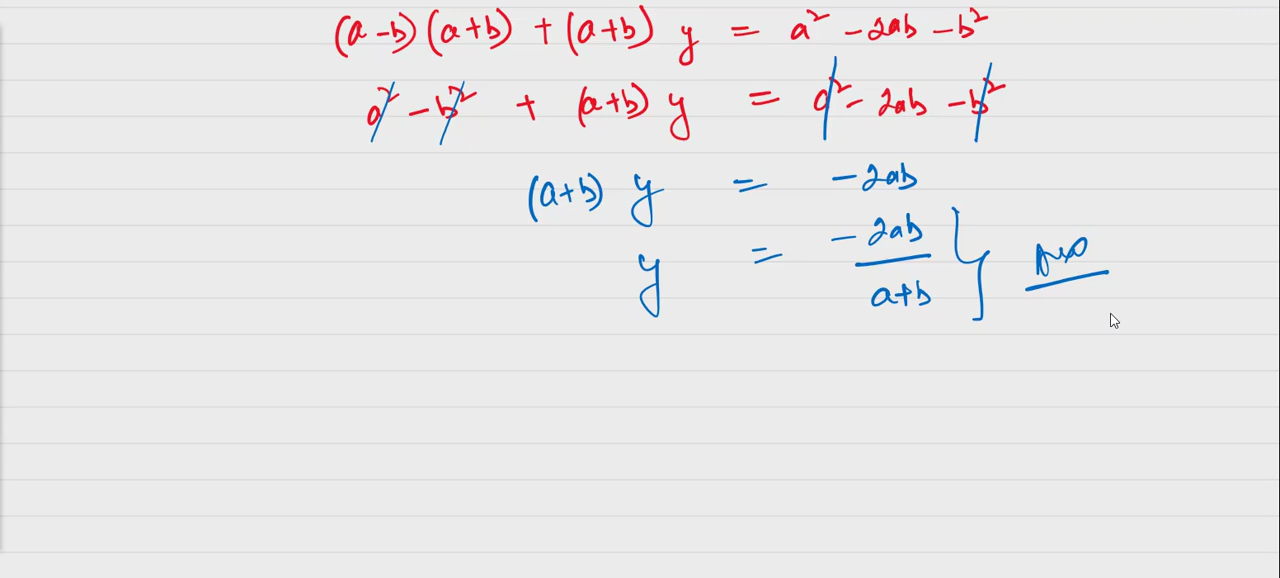 (a-b)(a+b) + (a+b) y = a² - 2ab - b²
a² - b² + (a+b) y = a² - 2ab - b²
(a+b) y = -2ab
y = -2ab/a+b